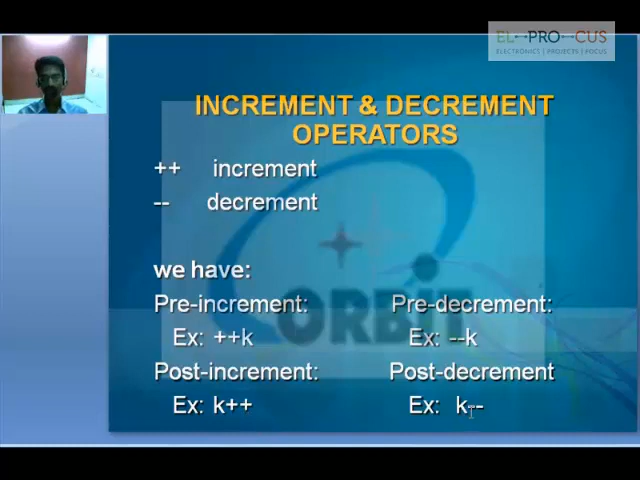 EL PRO CUS
ELECTRONICS | PROJECTS | FOCUS
INCREMENT & DECREMENT
OPERATORS
++ increment
-- decrement
we have:
Pre-increment: Pre-decrement:
Ex: ++k Ex: --k
Post-increment: Post-decrement
Ex: k++ Ex: k--
ORBIT